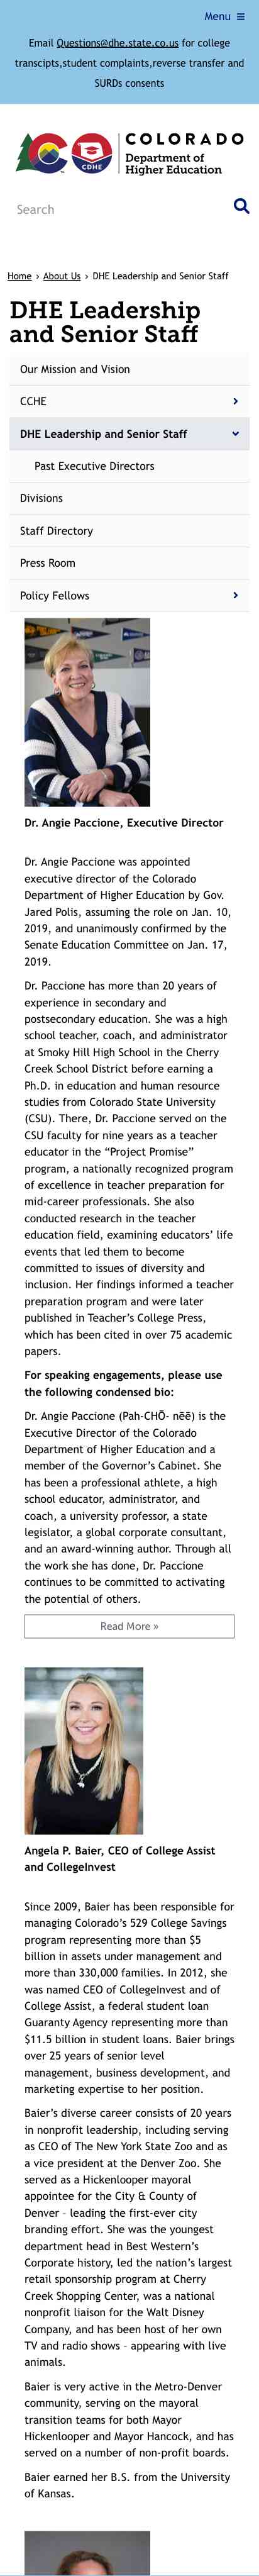 Menu
Email Questions@dhe.state.co.us for college
transcipts,student complaints,reverse transfer and
SURDs consents
CDHE
COLORADO
Department of
Higher Education
Search
Home › About Us › DHE Leadership and Senior Staff
DHE Leadership
and Senior Staff
Our Mission and Vision
CCHE
DHE Leadership and Senior Staff
Past Executive Directors
Divisions
Staff Directory
Press Room
Policy Fellows
Dr. Angie Paccione, Executive Director
Dr. Angie Paccione was appointed
executive director of the Colorado
Department of Higher Education by Gov.
Jared Polis, assuming the role on Jan. 10,
2019, and unanimously confirmed by the
Senate Education Committee on Jan. 17,
2019.
Dr. Paccione has more than 20 years of
experience in secondary and
postsecondary education. She was a high
school teacher, coach, and administrator
at Smoky Hill High School in the Cherry
Creek School District before earning a
Ph.D. in education and human resource
studies from Colorado State University
(CSU). There, Dr. Paccione served on the
CSU faculty for nine years as a teacher
educator in the “Project Promise”
program, a nationally recognized program
of excellence in teacher preparation for
mid-career professionals. She also
conducted research in the teacher
education field, examining educators’ life
events that led them to become
committed to issues of diversity and
inclusion. Her findings informed a teacher
preparation program and were later
published in Teacher’s College Press,
which has been cited in over 75 academic
papers.
For speaking engagements, please use
the following condensed bio:
Dr. Angie Paccione (Pah-CHŌ- nēē) is the
Executive Director of the Colorado
Department of Higher Education and a
member of the Governor’s Cabinet. She
has been a professional athlete, a high
school educator, administrator, and
coach, a university professor, a state
legislator, a global corporate consultant,
and an award-winning author. Through all
the work she has done, Dr. Paccione
continues to be committed to activating
the potential of others.
Read More »
Angela P. Baier, CEO of College Assist
and CollegeInvest
Since 2009, Baier has been responsible for
managing Colorado’s 529 College Savings
program representing more than $5
billion in assets under management and
more than 330,000 families. In 2012, she
was named CEO of CollegeInvest and of
College Assist, a federal student loan
Guaranty Agency representing more than
$11.5 billion in student loans. Baier brings
over 25 years of senior level
management, business development, and
marketing expertise to her position.
Baier’s diverse career consists of 20 years
in nonprofit leadership, including serving
as CEO of The New York State Zoo and as
a vice president at the Denver Zoo. She
served as a Hickenlooper mayoral
appointee for the City & County of
Denver – leading the first-ever city
branding effort. She was the youngest
department head in Best Western’s
Corporate history, led the nation’s largest
retail sponsorship program at Cherry
Creek Shopping Center, was a national
nonprofit liaison for the Walt Disney
Company, and has been host of her own
TV and radio shows – appearing with live
animals.
Baier is very active in the Metro-Denver
community, serving on the mayoral
transition teams for both Mayor
Hickenlooper and Mayor Hancock, and has
served on a number of non-profit boards.
Baier earned her B.S. from the University
of Kansas.